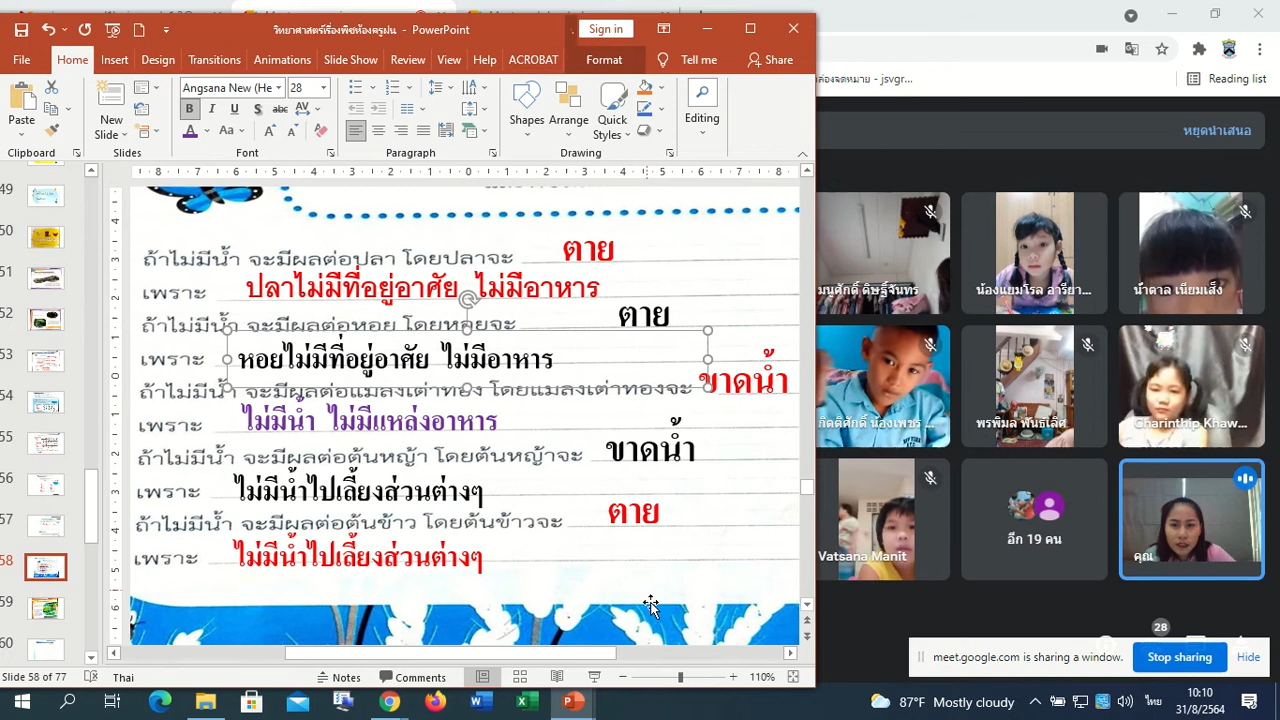 วิทยาศาสตร์เรื่องพืชห้องครูฝน - PowerPoint
Sign in
File Home Insert Design Slide Show Transitions Animations Review View Help ACROBAT Format Tell me Share
Angsana New (He 28
Paste
New Slide
Shapes Arrange Quick Styles
Editing
Clipboard Slides Font Paragraph Drawing
ถ้าไม่มีน้ำ จะมีผลต่อปลา โดยปลาจะ ตาย
เพราะ ปลาไม่มีที่อยู่อาศัย ไม่มีอาหาร
ถ้าไม่มีน้ำ จะมีผลต่อหอย โดยหอยจะ ตาย
เพราะ หอยไม่มีที่อยู่อาศัย ไม่มีอาหาร
ถ้าไม่มีน้ำ จะมีผลต่อแมลงเต่าทอง โดยแมลงเต่าทองจะ ขาดน้ำ
เพราะ ไม่มีน้ำ ไม่มีแหล่งอาหาร
ถ้าไม่มีน้ำ จะมีผลต่อต้นหญ้า โดยต้นหญ้าจะ ขาดน้ำ
เพราะ ไม่มีน้ำไปเลี้ยงส่วนต่างๆ
ถ้าไม่มีน้ำ จะมีผลต่อต้นข้าว โดยต้นข้าวจะ ตาย
เพราะ ไม่มีน้ำไปเลี้ยงส่วนต่างๆ
49
50
51
52
53
54
55
56
57
58
59
60
Slide 58 of 77 Thai Notes Comments 110%
Reading list
หยุดนำเสนอ
น้ำตาล เนียมเส็ง
พรพิมล พันธ์เลิศ
Charinthip Khaw...
Vatsana Manit
อีก 19 คน
คุณ
28
meet.google.com is sharing a window. Stop sharing Hide
87°F Mostly cloudy ไทย 10:10
31/8/2564